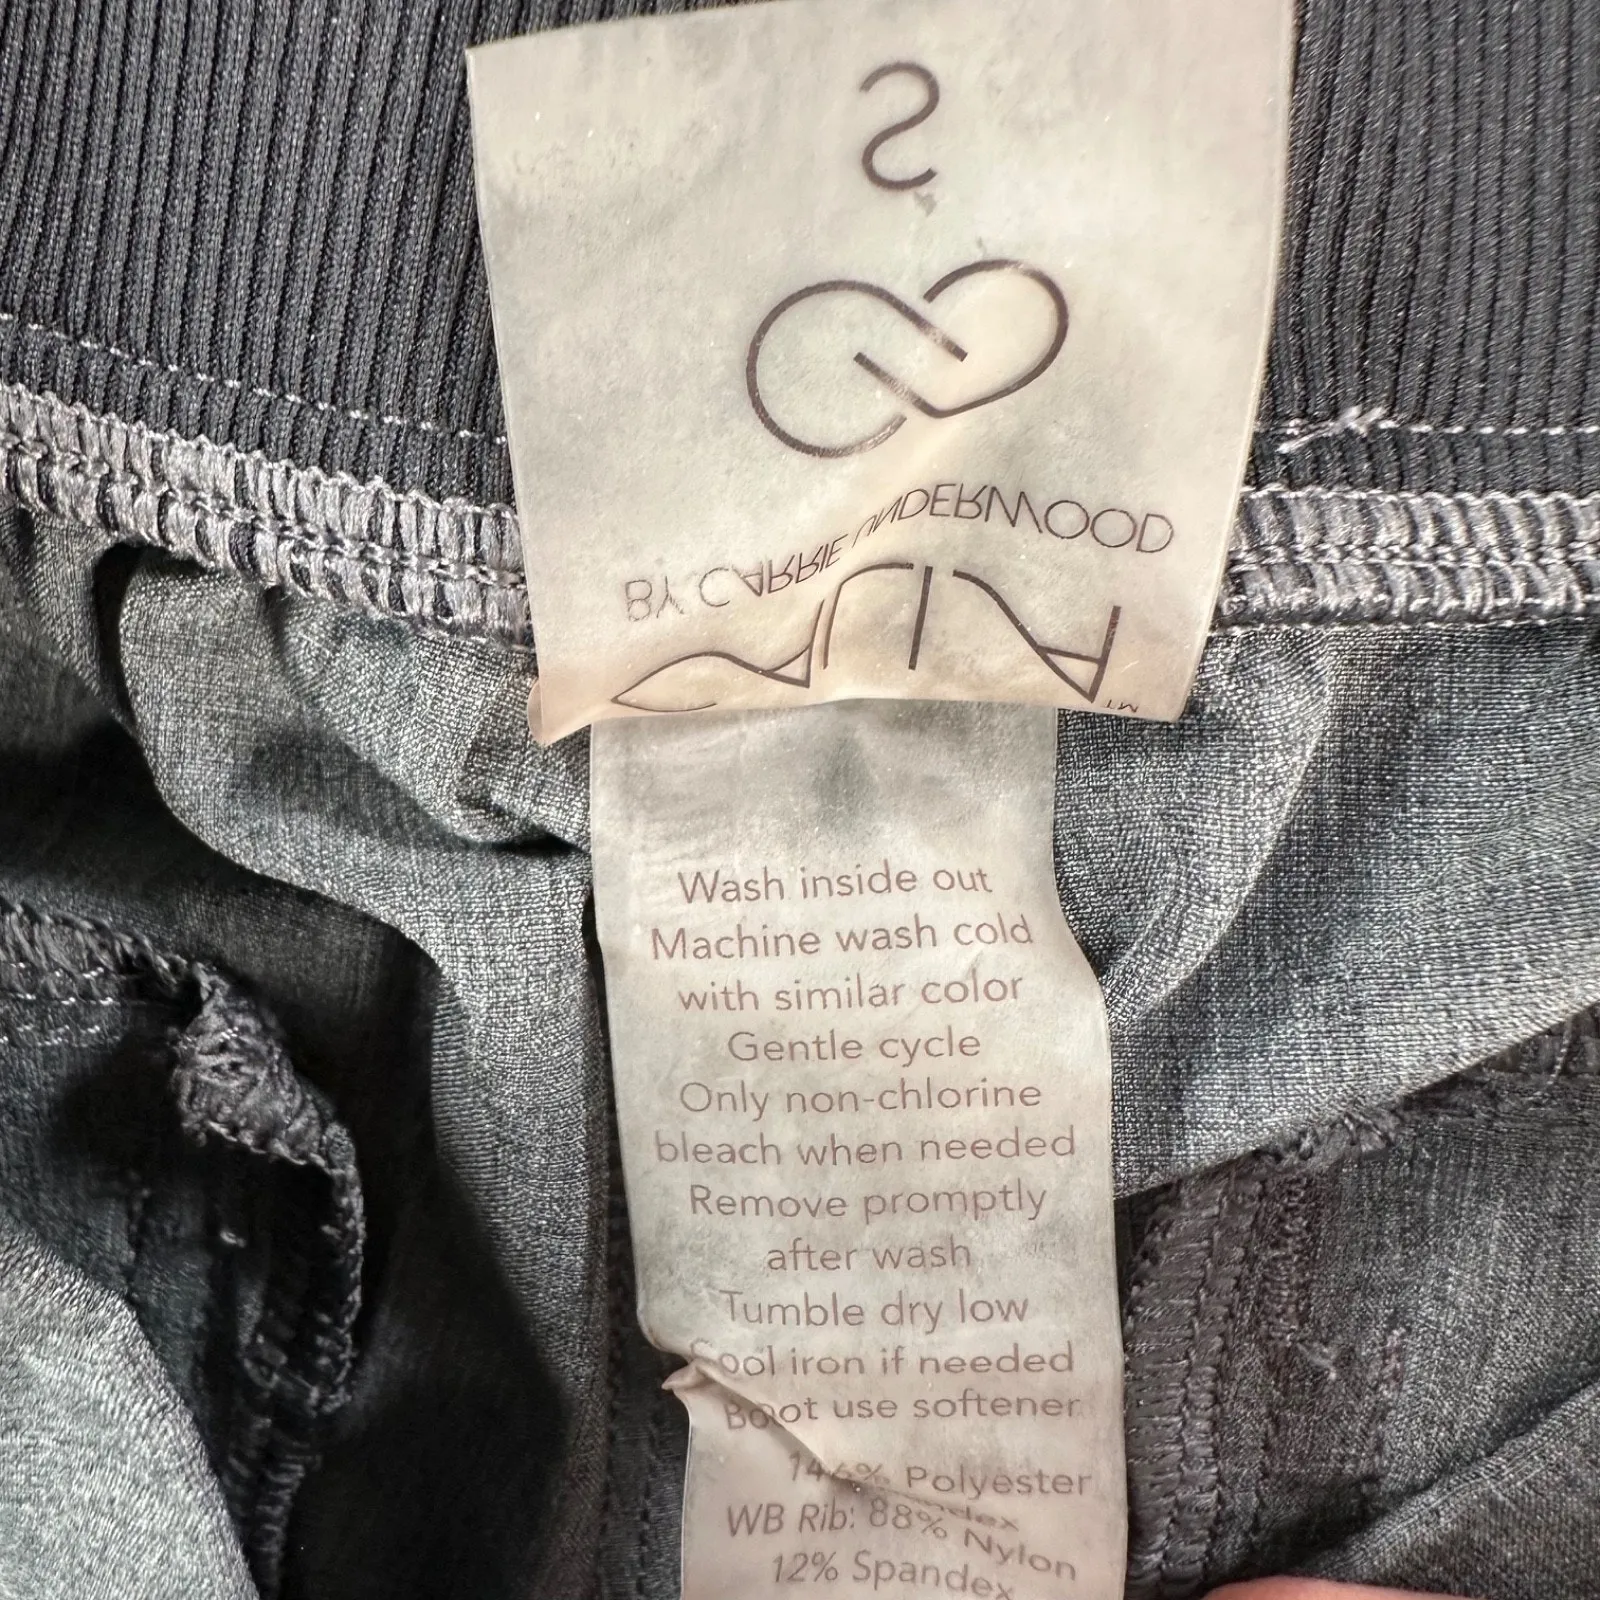 S
BY CARRIE UNDERWOOD
CALIA™
Wash inside out
Machine wash cold
with similar color
Gentle cycle
Only non-chlorine
bleach when needed
Remove promptly
after wash
Tumble dry low
Cool iron if needed
use softener
Polyester
WB Rib: 88% Nylon
12% Spandex